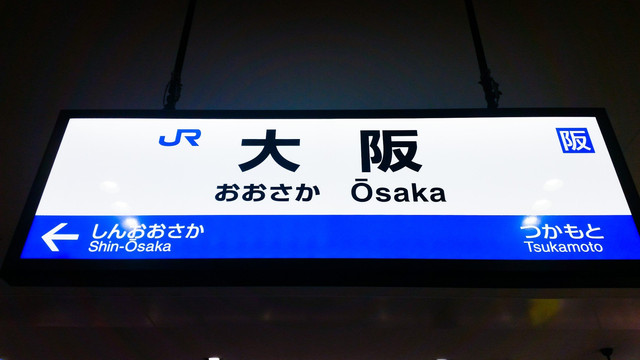 JR 大阪 阪
おおさか Ōsaka
← しんおおさか つかもと
Shin-Ōsaka Tsukamoto